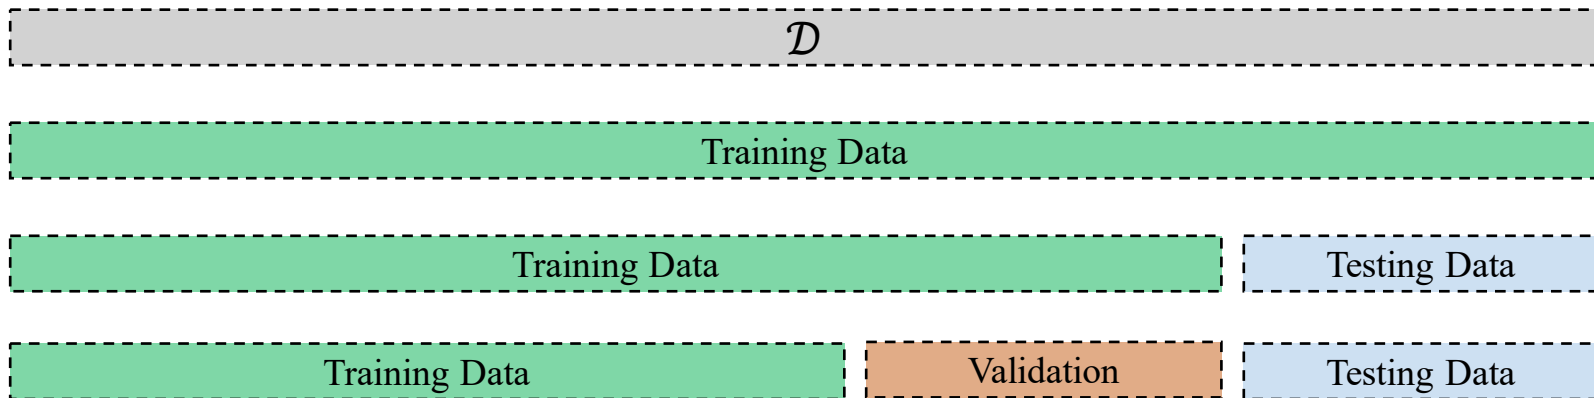 𝒟
Training Data
Training Data Testing Data
Training Data Validation Testing Data